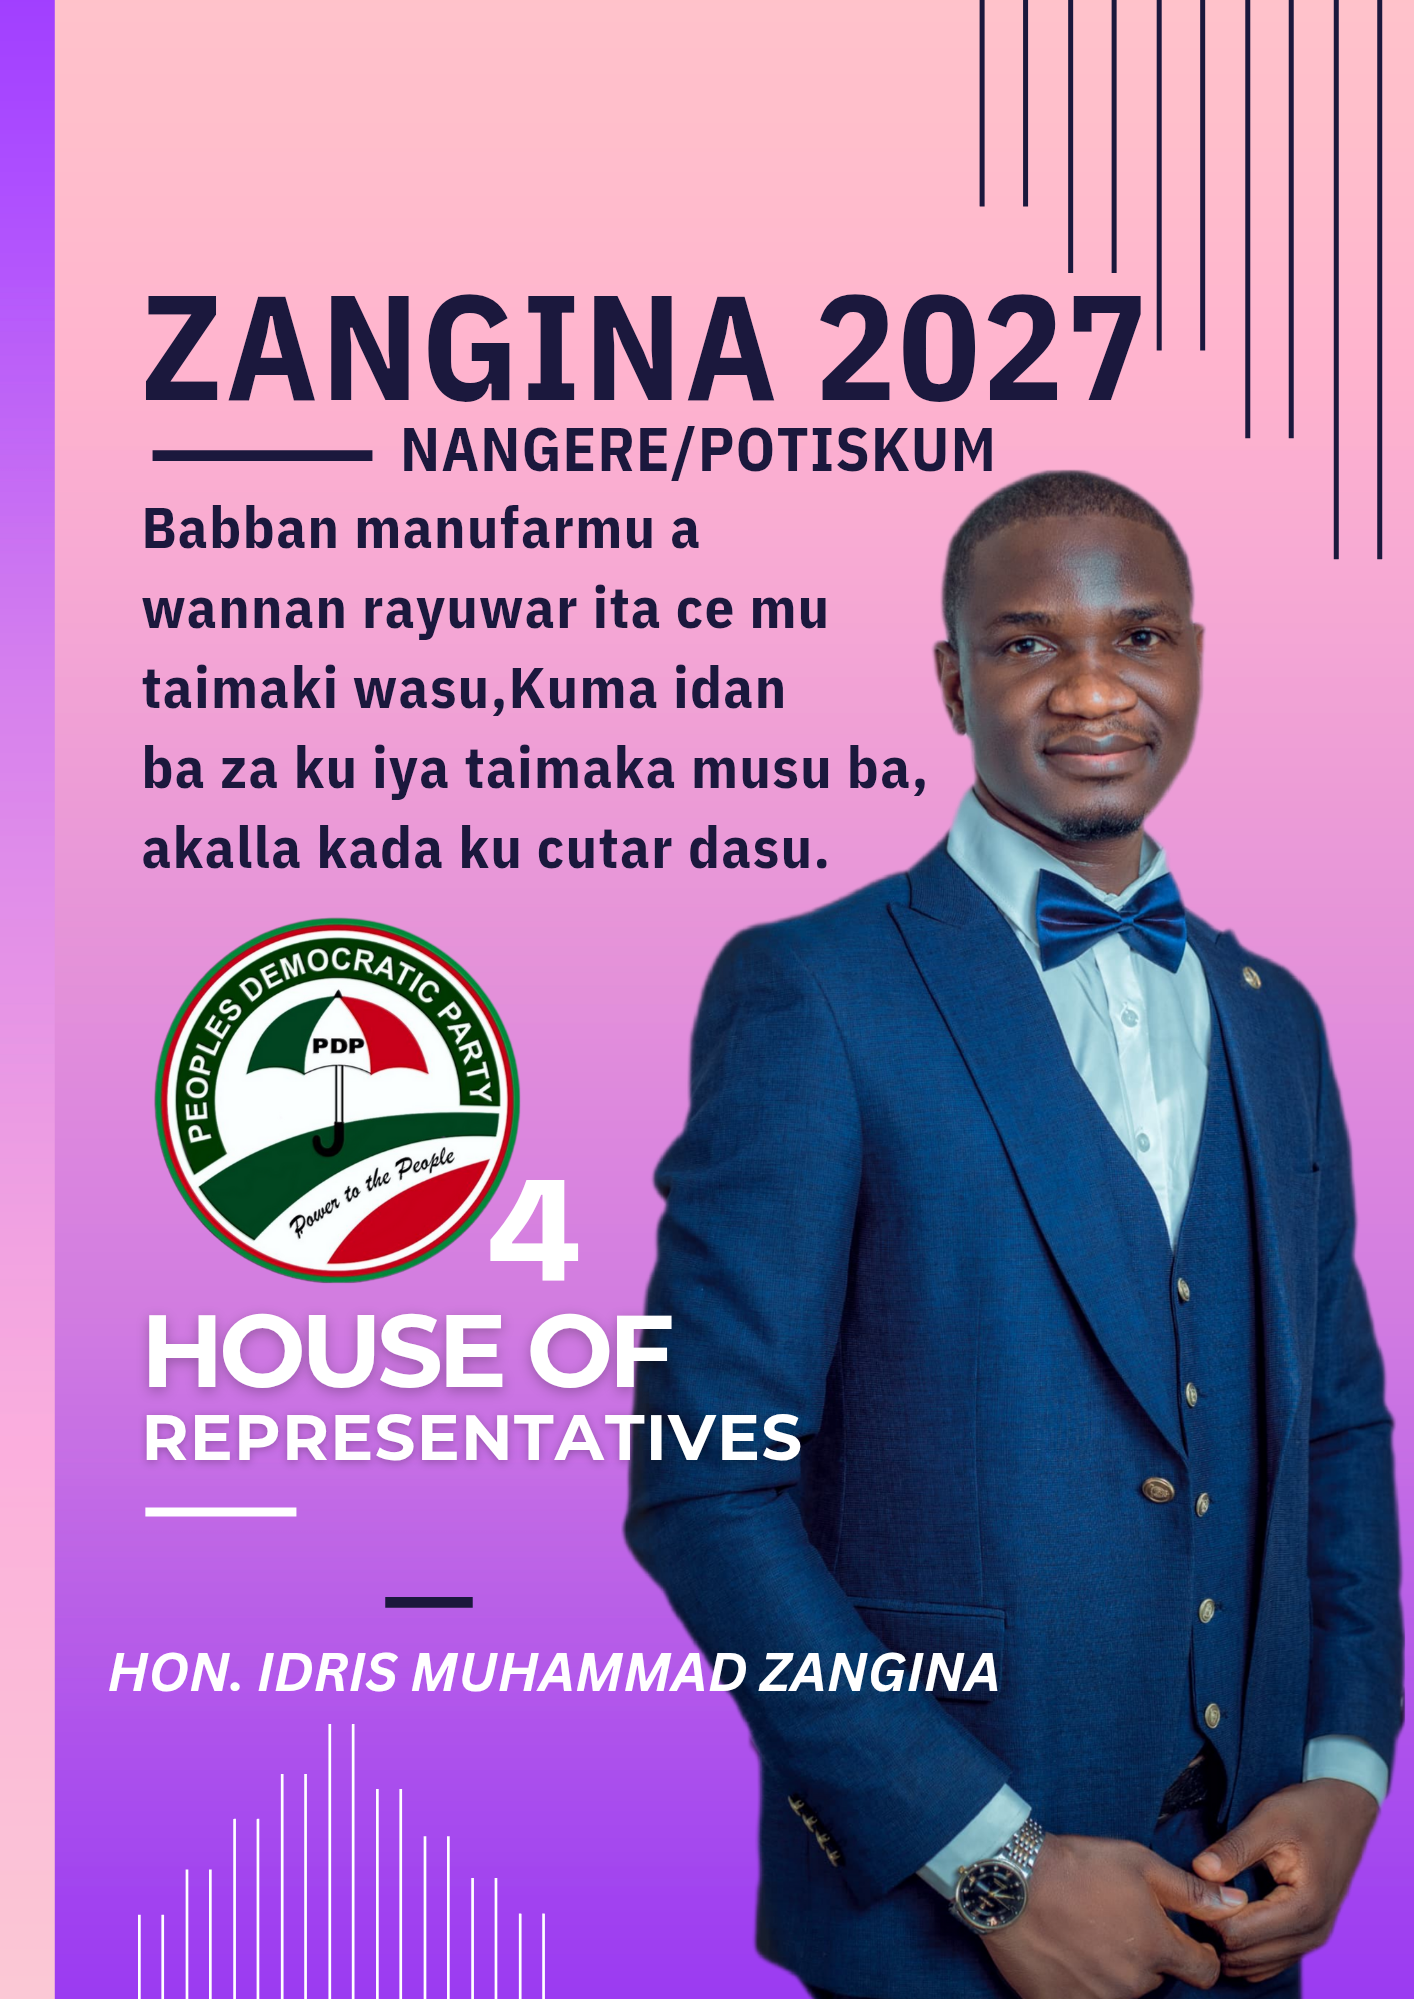 ZANGINA 2027
NANGERE/POTISKUM
Babban manufarmu a
wannan rayuwar ita ce mu
taimaki wasu,Kuma idan
ba za ku iya taimaka musu ba,
akalla kada ku cutar dasu.
PEOPLES DEMOCRATIC PARTY
PDP
Power to the People
4
HOUSE OF
REPRESENTATIVES
HON. IDRIS MUHAMMAD ZANGINA